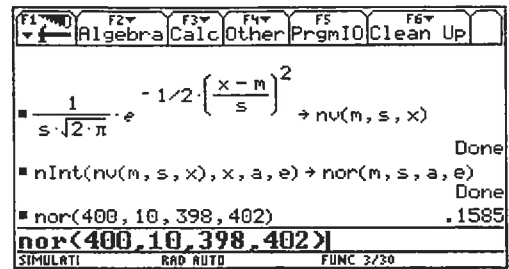 F1 F2 Algebra F3 Calc F4 Other F5 PrgmIO F6 Clean Up
1/(s·√(2·π))·e^(-1/2·((x - m)/s)^2) → nv(m, s, x)
Done
nInt(nv(m, s, x), x, a, e) → nor(m, s, a, e)
Done
nor(400, 10, 398, 402) .1585
nor(400,10,398,402)
SIMULATI RAD AUTO FUNC 3/30